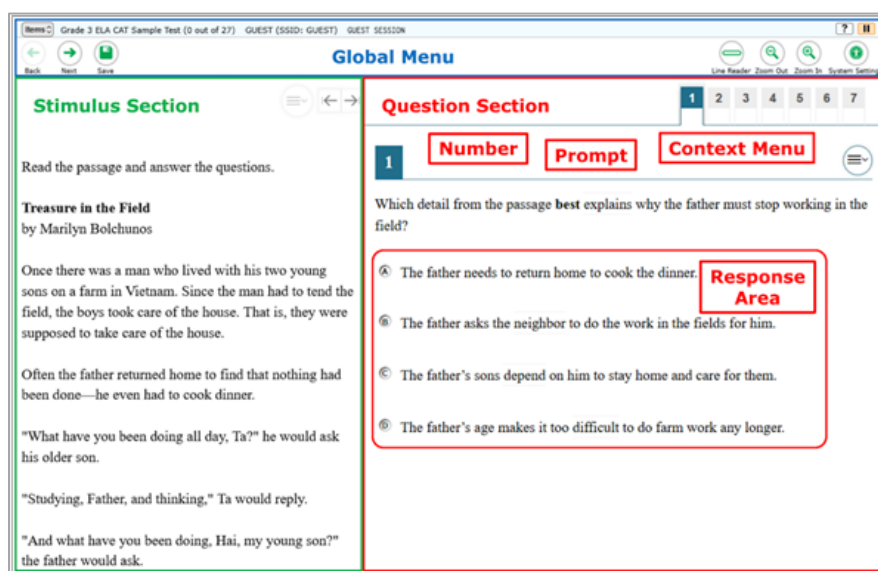 Items Grade 3 ELA CAT Sample Test (0 out of 27) GUEST (SSID: GUEST) GUEST SESSION ?
Back Next Save
Global Menu
Line Reader Zoom Out Zoom In System Setting
Stimulus Section
Read the passage and answer the questions.
Treasure in the Field
by Marilyn Bolchunos
Once there was a man who lived with his two young
sons on a farm in Vietnam. Since the man had to tend the
field, the boys took care of the house. That is, they were
supposed to take care of the house.
Often the father returned home to find that nothing had
been done—he even had to cook dinner.
"What have you been doing all day, Ta?" he would ask
his older son.
"Studying, Father, and thinking," Ta would reply.
"And what have you been doing, Hai, my young son?"
the father would ask.
Question Section
1 2 3 4 5 6 7
1
Number
Prompt
Context Menu
Which detail from the passage best explains why the father must stop working in the
field?
A The father needs to return home to cook the dinner.
Response
Area
B The father asks the neighbor to do the work in the fields for him.
C The father's sons depend on him to stay home and care for them.
D The father's age makes it too difficult to do farm work any longer.